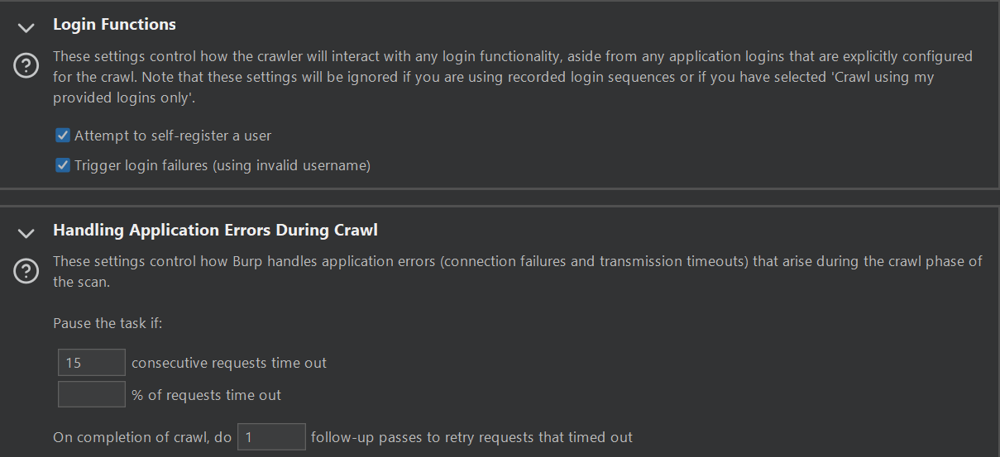 Login Functions
These settings control how the crawler will interact with any login functionality, aside from any application logins that are explicitly configured
for the crawl. Note that these settings will be ignored if you are using recorded login sequences or if you have selected 'Crawl using my
provided logins only'.
Attempt to self-register a user
Trigger login failures (using invalid username)
Handling Application Errors During Crawl
These settings control how Burp handles application errors (connection failures and transmission timeouts) that arise during the crawl phase of
the scan.
Pause the task if:
15 consecutive requests time out
% of requests time out
On completion of crawl, do 1 follow-up passes to retry requests that timed out